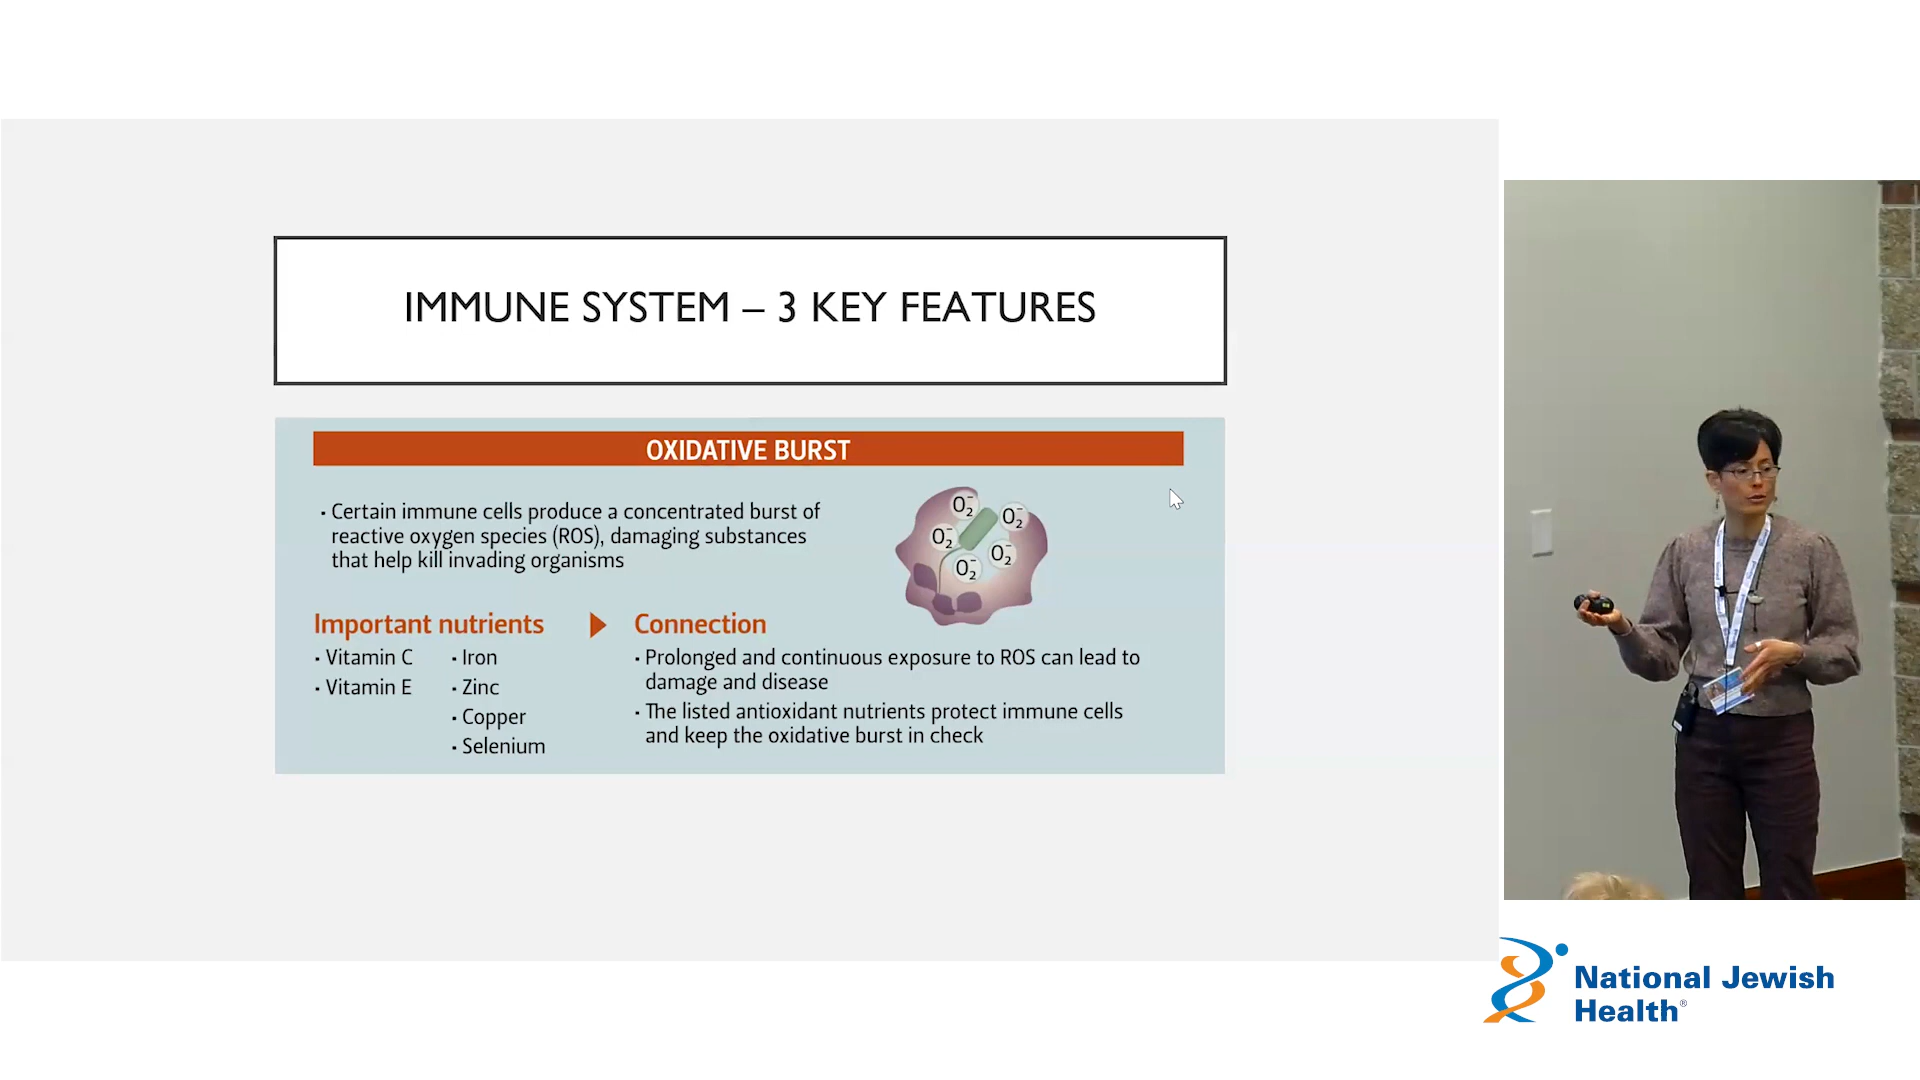 IMMUNE SYSTEM – 3 KEY FEATURES
OXIDATIVE BURST
· Certain immune cells produce a concentrated burst of
reactive oxygen species (ROS), damaging substances
that help kill invading organisms
O₂⁻
O₂⁻
O₂⁻
O₂⁻
O₂⁻
Important nutrients
· Vitamin C
· Vitamin E
· Iron
· Zinc
· Copper
· Selenium
Connection
· Prolonged and continuous exposure to ROS can lead to
damage and disease
· The listed antioxidant nutrients protect immune cells
and keep the oxidative burst in check
National Jewish
Health®